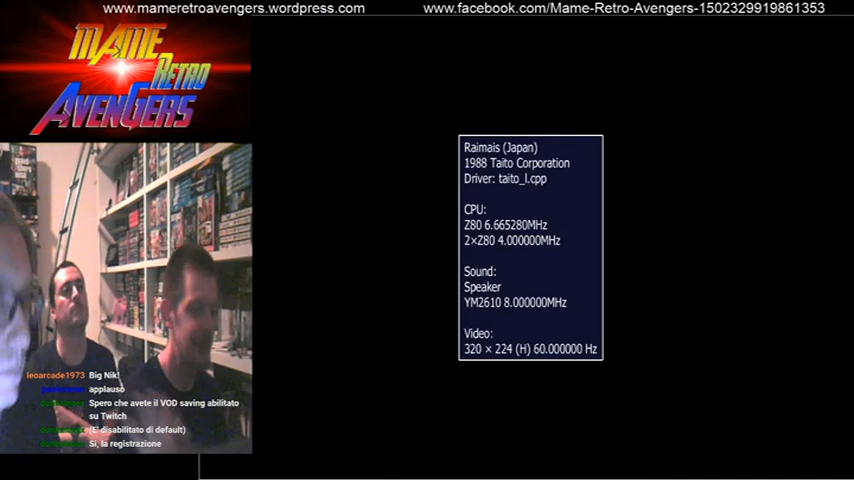 www.mameretroavengers.wordpress.com
www.facebook.com/Mame-Retro-Avengers-1502329919861353
MAME
RETRO
AVENGERS
Raimais (Japan)
1988 Taito Corporation
Driver: taito_l.cpp
CPU:
Z80 6.665280MHz
2×Z80 4.000000MHz
Sound:
Speaker
YM2610 8.000000MHz
Video:
320 × 224 (H) 60.000000 Hz
leoarcade1973 Big Nik!
applauso
Spero che avete il VOD saving abilitato
su Twitch
(E' disabilitato di default)
Si, la registrazione